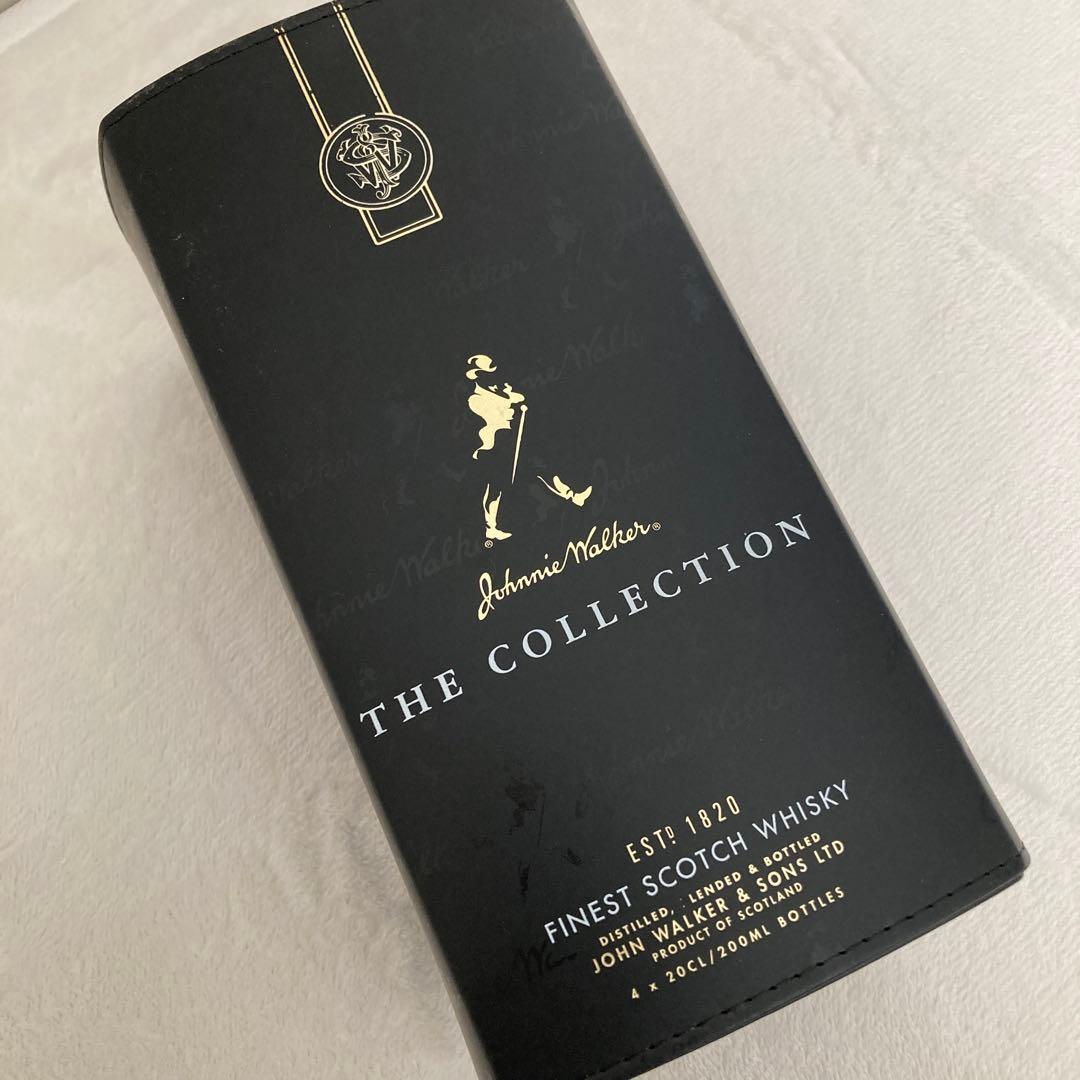 Johnnie Walker®
THE COLLECTION
ESTD 1820
FINEST SCOTCH WHISKY
DISTILLED, LENDED & BOTTLED
JOHN WALKER & SONS LTD
PRODUCT OF SCOTLAND
4 x 20CL/200ML BOTTLES